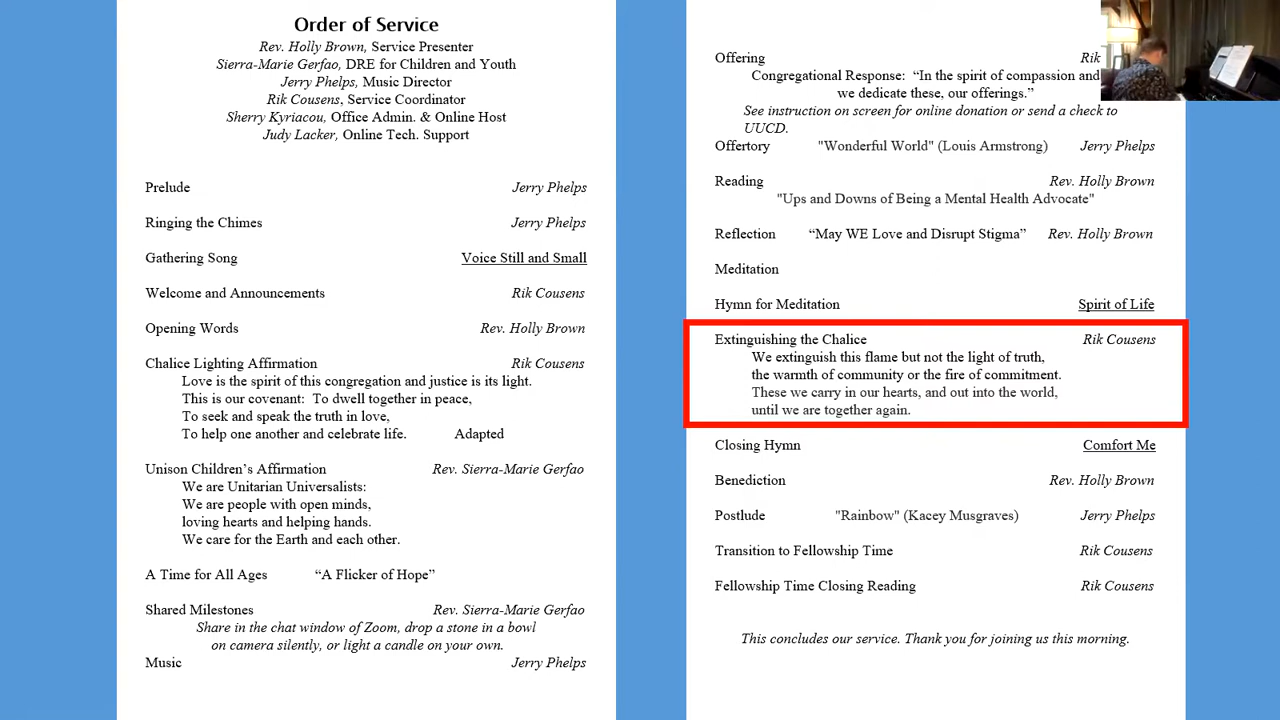 Order of Service
Rev. Holly Brown, Service Presenter
Sierra-Marie Gerfao, DRE for Children and Youth
Jerry Phelps, Music Director
Rik Cousens, Service Coordinator
Sherry Kyriacou, Office Admin. & Online Host
Judy Lacker, Online Tech. Support
Prelude Jerry Phelps
Ringing the Chimes Jerry Phelps
Gathering Song Voice Still and Small
Welcome and Announcements Rik Cousens
Opening Words Rev. Holly Brown
Chalice Lighting Affirmation Rik Cousens
Love is the spirit of this congregation and justice is its light.
This is our covenant: To dwell together in peace,
To seek and speak the truth in love,
To help one another and celebrate life. Adapted
Unison Children’s Affirmation Rev. Sierra-Marie Gerfao
We are Unitarian Universalists:
We are people with open minds,
loving hearts and helping hands.
We care for the Earth and each other.
A Time for All Ages “A Flicker of Hope”
Shared Milestones Rev. Sierra-Marie Gerfao
Share in the chat window of Zoom, drop a stone in a bowl
on camera silently, or light a candle on your own.
Music Jerry Phelps
Offering Rik
Congregational Response: “In the spirit of compassion and
we dedicate these, our offerings.”
See instruction on screen for online donation or send a check to
UUCD.
Offertory "Wonderful World" (Louis Armstrong) Jerry Phelps
Reading Rev. Holly Brown
"Ups and Downs of Being a Mental Health Advocate"
Reflection “May WE Love and Disrupt Stigma” Rev. Holly Brown
Meditation
Hymn for Meditation Spirit of Life
Extinguishing the Chalice Rik Cousens
We extinguish this flame but not the light of truth,
the warmth of community or the fire of commitment.
These we carry in our hearts, and out into the world,
until we are together again.
Closing Hymn Comfort Me
Benediction Rev. Holly Brown
Postlude "Rainbow" (Kacey Musgraves) Jerry Phelps
Transition to Fellowship Time Rik Cousens
Fellowship Time Closing Reading Rik Cousens
This concludes our service. Thank you for joining us this morning.